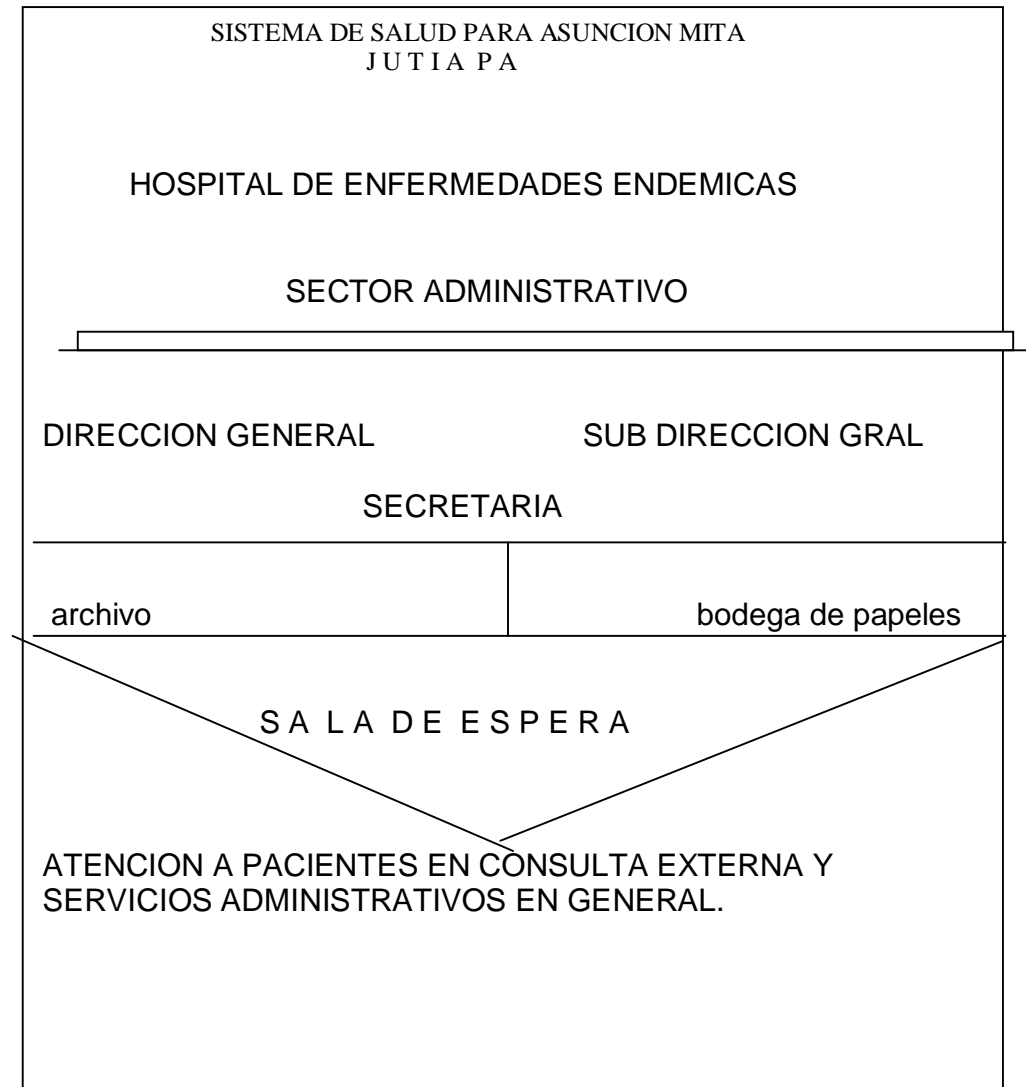 SISTEMA DE SALUD PARA ASUNCION MITA
J U T I A P A
HOSPITAL DE ENFERMEDADES ENDEMICAS
SECTOR ADMINISTRATIVO
DIRECCION GENERAL SUB DIRECCION GRAL
SECRETARIA
archivo bodega de papeles
S A L A D E E S P E R A
ATENCION A PACIENTES EN CONSULTA EXTERNA Y
SERVICIOS ADMINISTRATIVOS EN GENERAL.